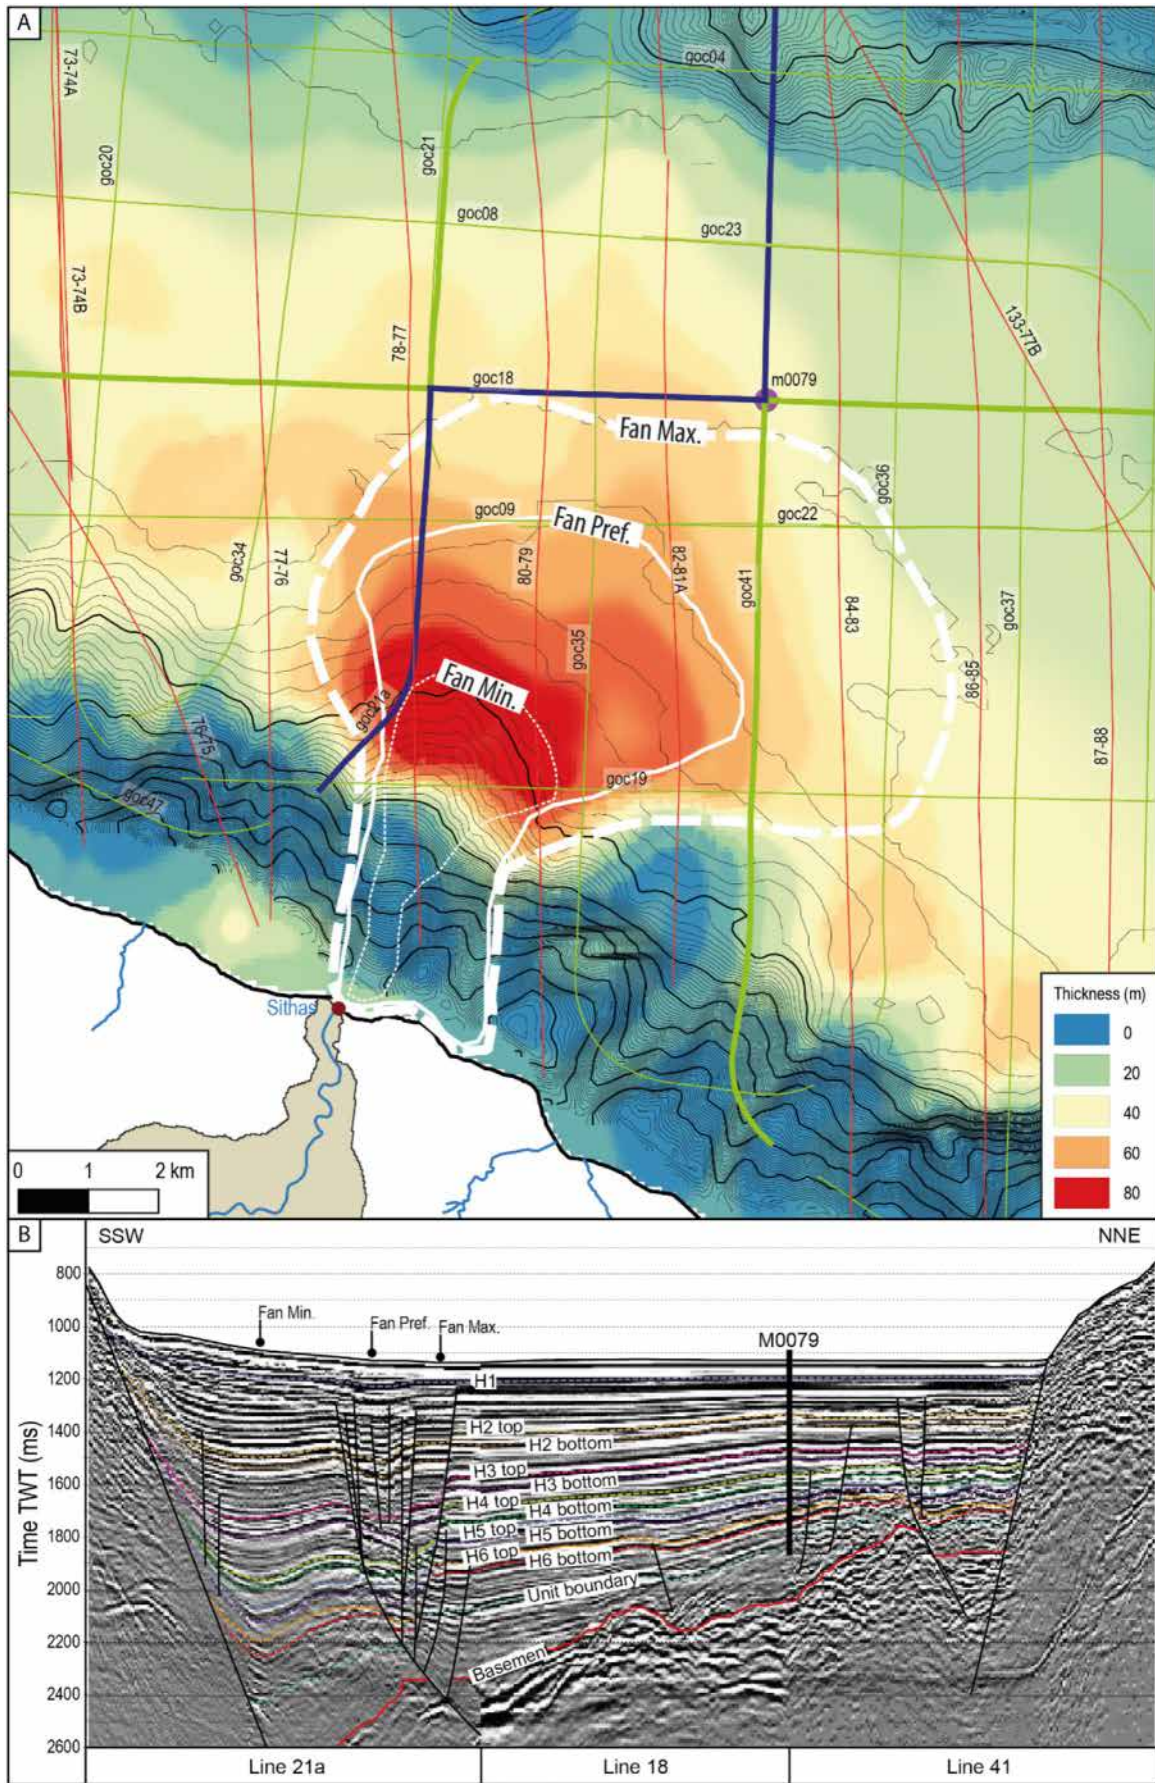 A
73-74A
goc20
goc21
goc04
goc08
goc23
73-74B
78-77
133-77B
goc18
m0079
Fan Max.
goc36
goc09
Fan Pref.
goc22
goc34
77-76
80-79
82-81A
goc41
84-83
goc37
goc35
Fan Min.
goc21a
86-85
76-75
goc19
87-88
goc47
Sithas
Thickness (m)
0
20
40
60
80
0 1 2 km
B
SSW
NNE
800
1000
1200
1400
1600
1800
2000
2200
2400
2600
Time TWT (ms)
Fan Min.
Fan Pref.
Fan Max.
M0079
H1
H2 top
H2 bottom
H3 top
H3 bottom
H4 top
H4 bottom
H5 top
H5 bottom
H6 top
H6 bottom
Unit boundary
Basemen
Line 21a
Line 18
Line 41